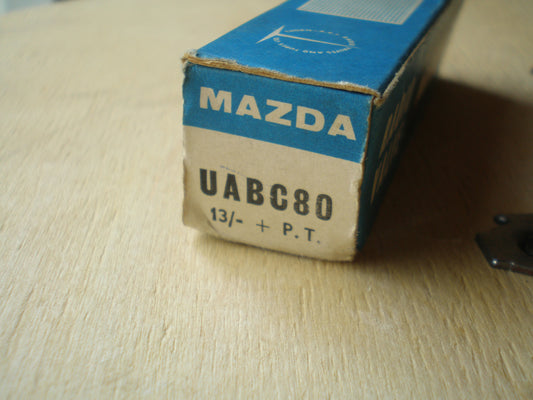 MAZDA
UABC80
13/- + P.T.